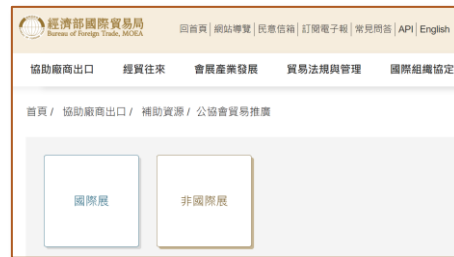 經濟部國際貿易局
Bureau of Foreign Trade, MOEA
回首頁│網站導覽│民意信箱│訂閱電子報│常見問答│API│English
協助廠商出口 經貿往來 會展產業發展 貿易法規與管理 國際組織協定
首頁 / 協助廠商出口 / 補助資源 / 公協會貿易推廣
國際展 非國際展